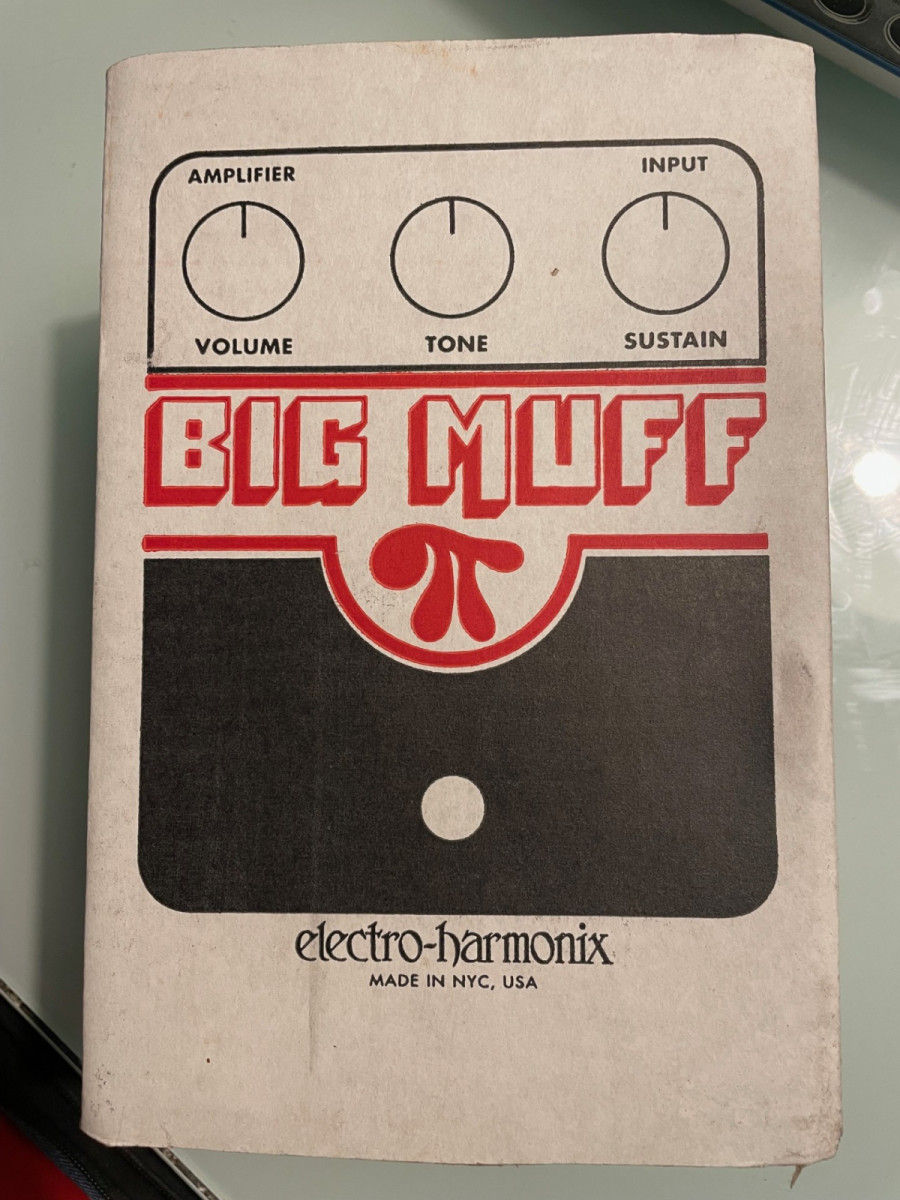 AMPLIFIER
INPUT
VOLUME
TONE
SUSTAIN
BIG MUFF
π
electro-harmonix
MADE IN NYC, USA